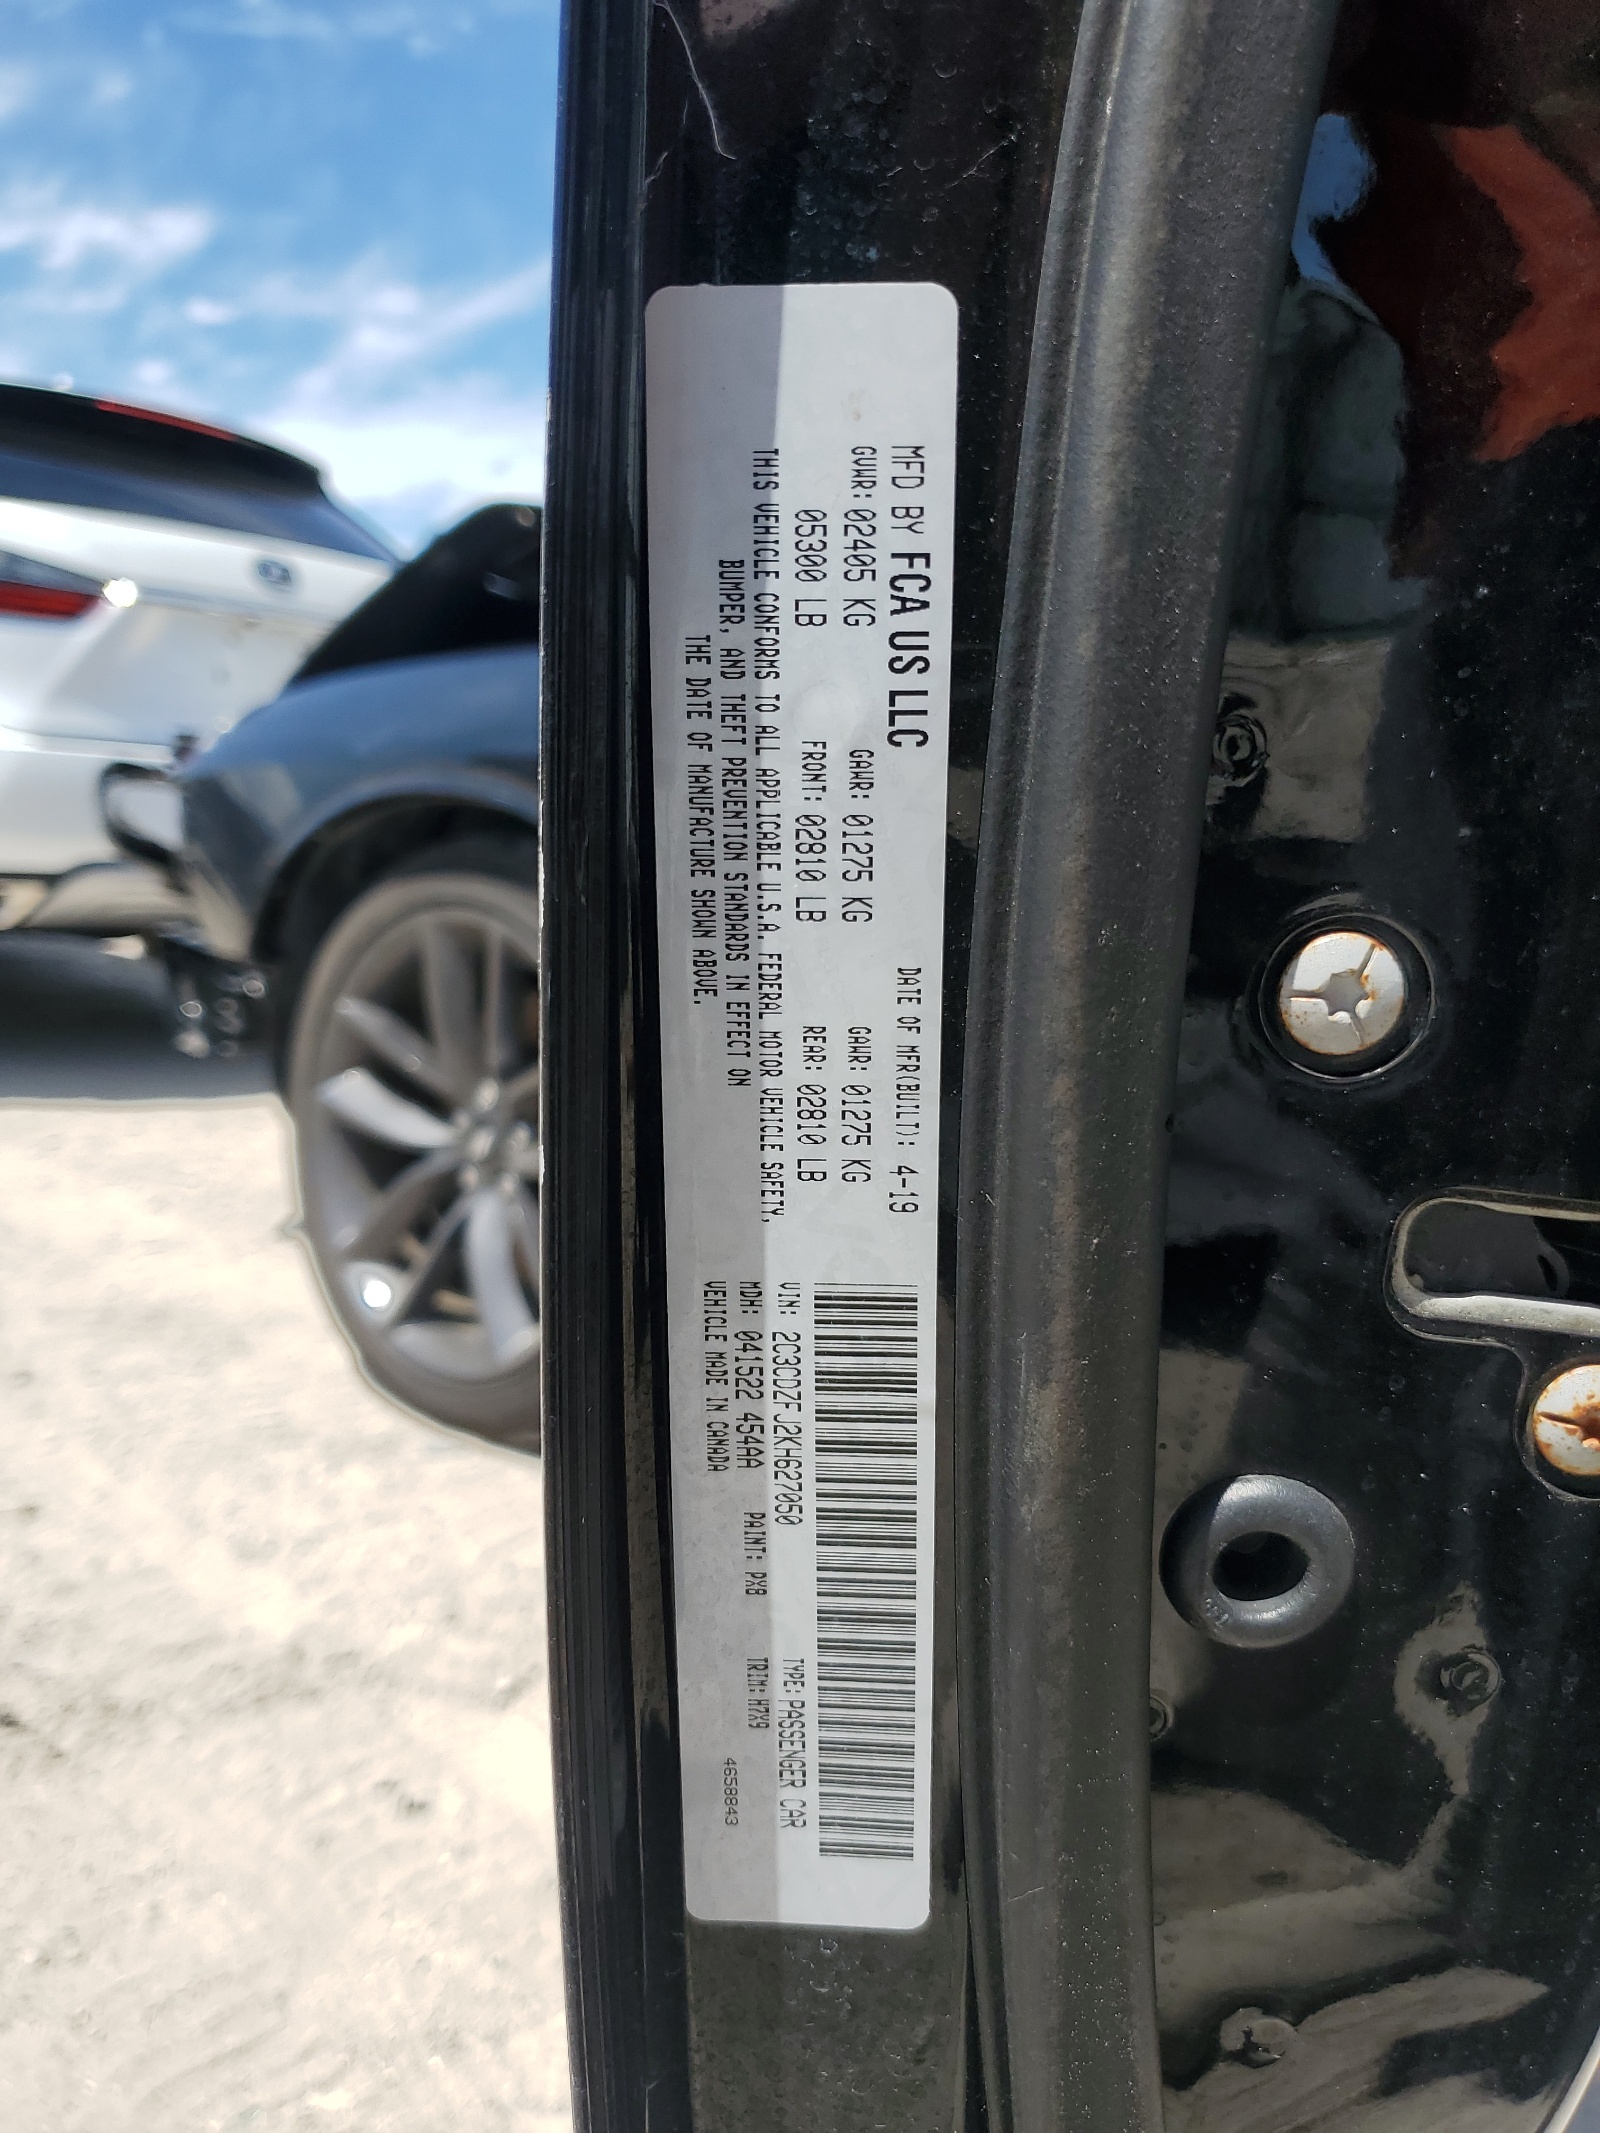 MFD BY FCA US LLC DATE OF MFR(BUILT): 4-19
GVWR: 02405 KG GAWR: 01275 KG GAWR: 01275 KG
05300 LB FRONT: 02810 LB REAR: 02810 LB
THIS VEHICLE CONFORMS TO ALL APPLICABLE U.S.A. FEDERAL MOTOR VEHICLE SAFETY,
BUMPER, AND THEFT PREVENTION STANDARDS IN EFFECT ON
THE DATE OF MANUFACTURE SHOWN ABOVE.
VIN: 2C3CDZFJ2KH627050 TYPE: PASSENGER CAR
MDH: 041522 454AA PAINT: PX8 TRIM: H7X9
VEHICLE MADE IN CANADA 4658843